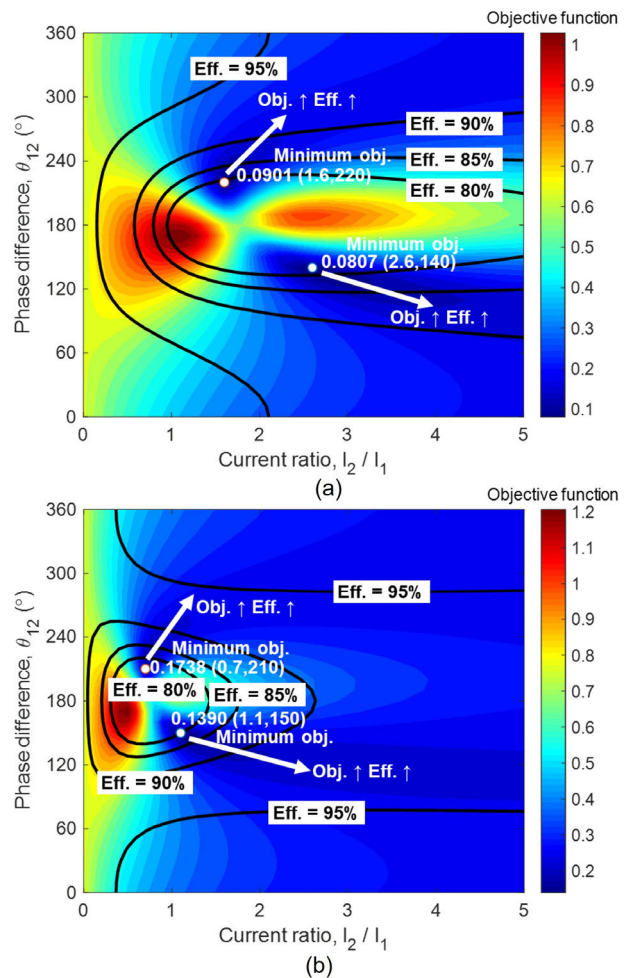 Objective function
360
300
240
180
120
60
0
Phase difference, θ12 (°)
Eff. = 95%
Obj. ↑ Eff. ↑
Eff. = 90%
Minimum obj.
Eff. = 85%
0.0901 (1.6,220)
Eff. = 80%
Minimum obj.
0.0807 (2.6,140)
Obj. ↑ Eff. ↑
1
0.9
0.8
0.7
0.6
0.5
0.4
0.3
0.2
0.1
0 1 2 3 4 5
Current ratio, I2 / I1
(a)
Objective function
360
300
240
180
120
60
0
Phase difference, θ12 (°)
Eff. = 95%
Obj. ↑ Eff. ↑
Minimum obj.
0.1738 (0.7,210)
Eff. = 80%
Eff. = 85%
0.1390 (1.1,150)
Minimum obj.
Obj. ↑ Eff. ↑
Eff. = 90%
Eff. = 95%
1.2
1.1
1
0.9
0.8
0.7
0.6
0.5
0.4
0.3
0.2
0 1 2 3 4 5
Current ratio, I2 / I1
(b)